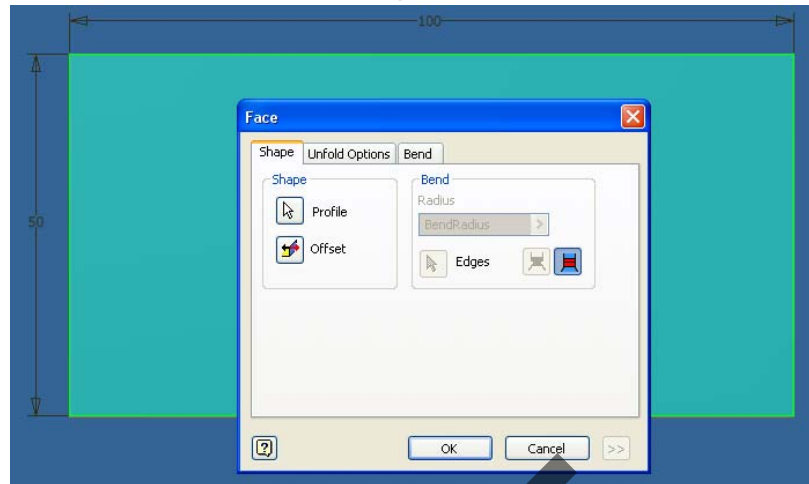 100
50
Face
Shape Unfold Options Bend
Shape
Profile
Offset
Bend
Radius
BendRadius >
Edges
? OK Cancel >>